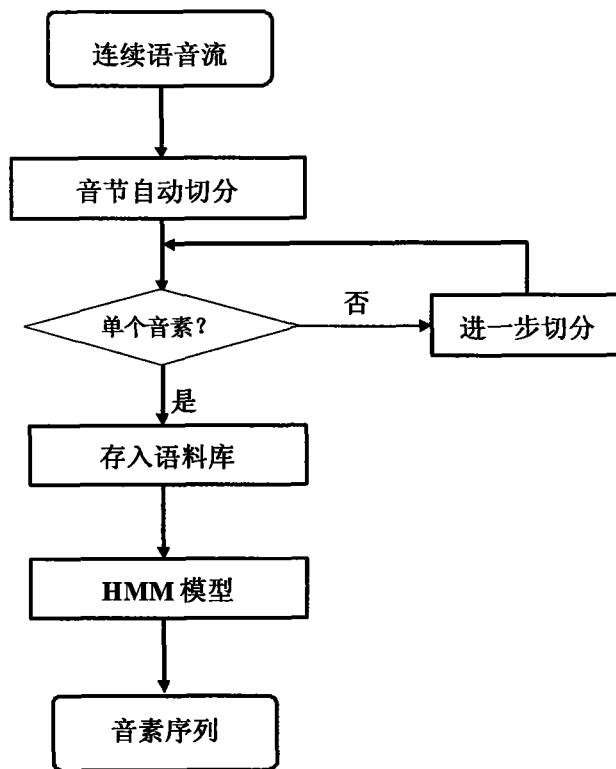 连续语音流
音节自动切分
单个音素?
否
进一步切分
是
存入语料库
HMM 模型
音素序列